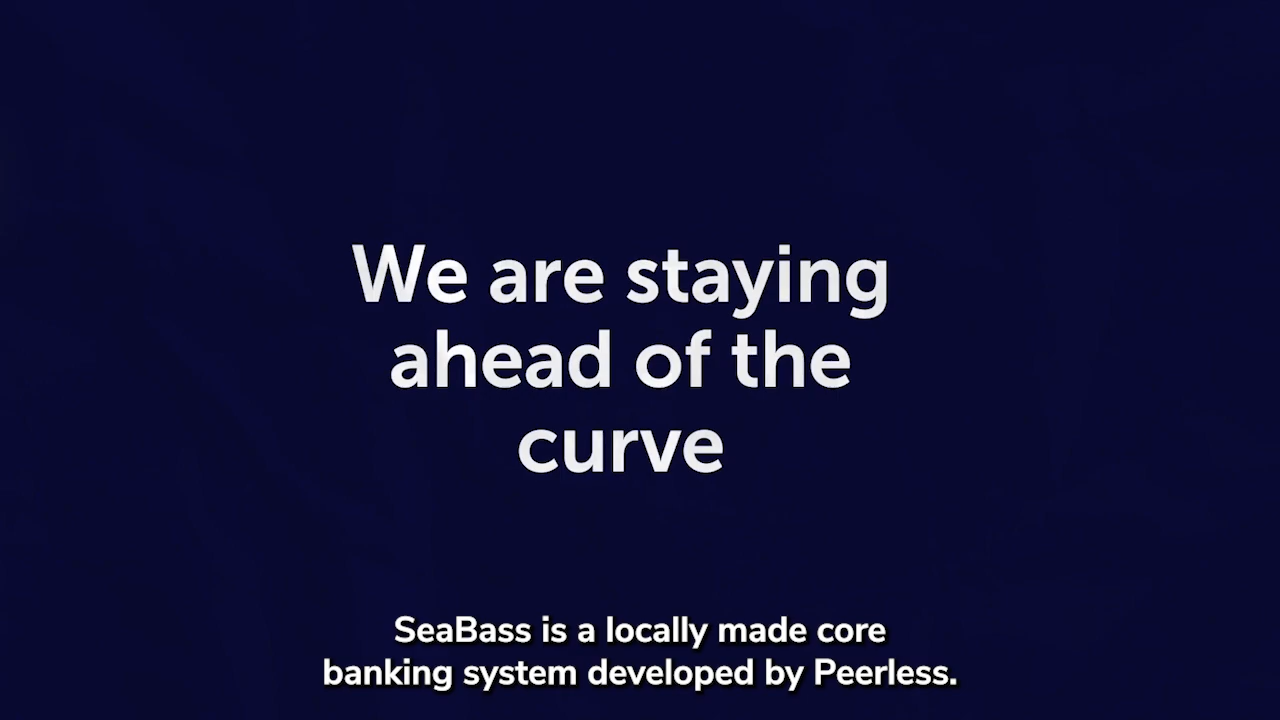 We are staying
ahead of the
curve
SeaBass is a locally made core
banking system developed by Peerless.